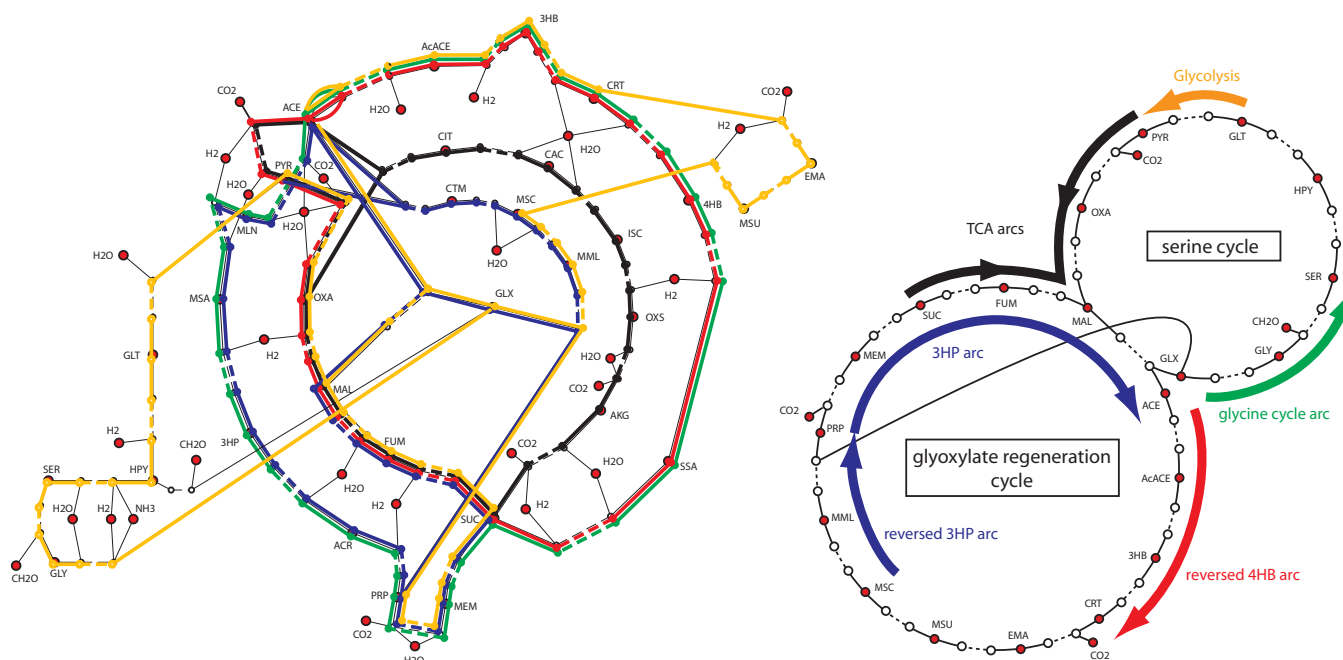 3HB
AcACE
CO2
ACE
H2O
H2
CRT
CO2
H2
H2O
CIT
CAC
EMA
MSU
H2
PYR
CO2
H2O
H2O
MLN
CTM
MSC
4HB
ISC
H2O
MML
H2O
MSA
OXA
GLX
H2
OXS
GLT
H2
H2O
CO2
MAL
AKG
H2
CH2O
3HP
FUM
CO2
H2O
SSA
SER
HPY
H2O
H2
NH3
H2O
H2
SUC
H2
ACR
CH2O
GLY
PRP
MEM
CO2
H2O
Glycolysis
PYR
GLT
CO2
HPY
OXA
TCA arcs
serine cycle
SER
SUC
FUM
MAL
CH2O
GLY
MEM
3HP arc
GLX
ACE
glycine cycle arc
CO2
PRP
glyoxylate regeneration
cycle
AcACE
MML
reversed 3HP arc
3HB
reversed 4HB arc
MSC
CRT
MSU
EMA
CO2